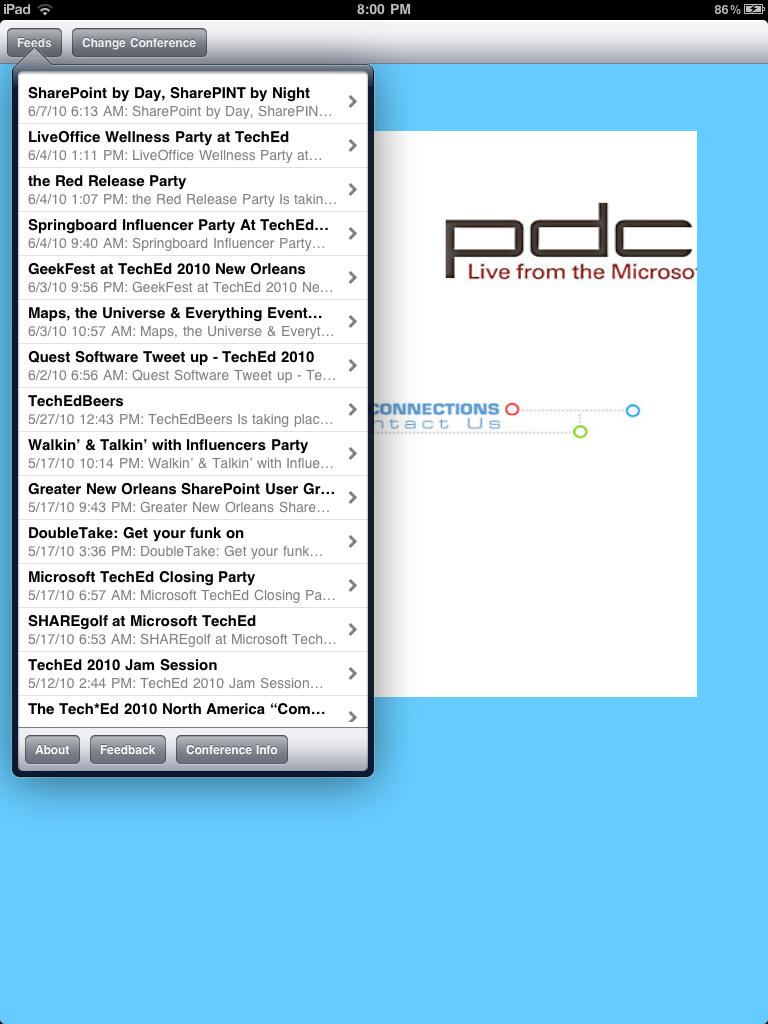 iPad 8:00 PM 86%
Feeds Change Conference
SharePoint by Day, SharePINT by Night
6/7/10 6:13 AM: SharePoint by Day, SharePIN…
LiveOffice Wellness Party at TechEd
6/4/10 1:11 PM: LiveOffice Wellness Party at…
the Red Release Party
6/4/10 1:07 PM: the Red Release Party Is takin…
Springboard Influencer Party At TechEd…
6/4/10 9:40 AM: Springboard Influencer Party…
GeekFest at TechEd 2010 New Orleans
6/3/10 9:56 PM: GeekFest at TechEd 2010 Ne…
Maps, the Universe & Everything Event…
6/3/10 10:57 AM: Maps, the Universe & Everyt…
Quest Software Tweet up - TechEd 2010
6/2/10 6:56 AM: Quest Software Tweet up - Te…
TechEdBeers
5/27/10 12:43 PM: TechEdBeers Is taking plac…
Walkin’ & Talkin’ with Influencers Party
5/17/10 10:14 PM: Walkin’ & Talkin’ with Influe…
Greater New Orleans SharePoint User Gr…
5/17/10 9:43 PM: Greater New Orleans Share…
DoubleTake: Get your funk on
5/17/10 3:36 PM: DoubleTake: Get your funk…
Microsoft TechEd Closing Party
5/17/10 6:57 AM: Microsoft TechEd Closing Pa…
SHAREgolf at Microsoft TechEd
5/17/10 6:53 AM: SHAREgolf at Microsoft Tech…
TechEd 2010 Jam Session
5/12/10 2:44 PM: TechEd 2010 Jam Session…
The Tech*Ed 2010 North America “Com…
About Feedback Conference Info
pdc
Live from the Microso
CONNECTIONS
ntact Us